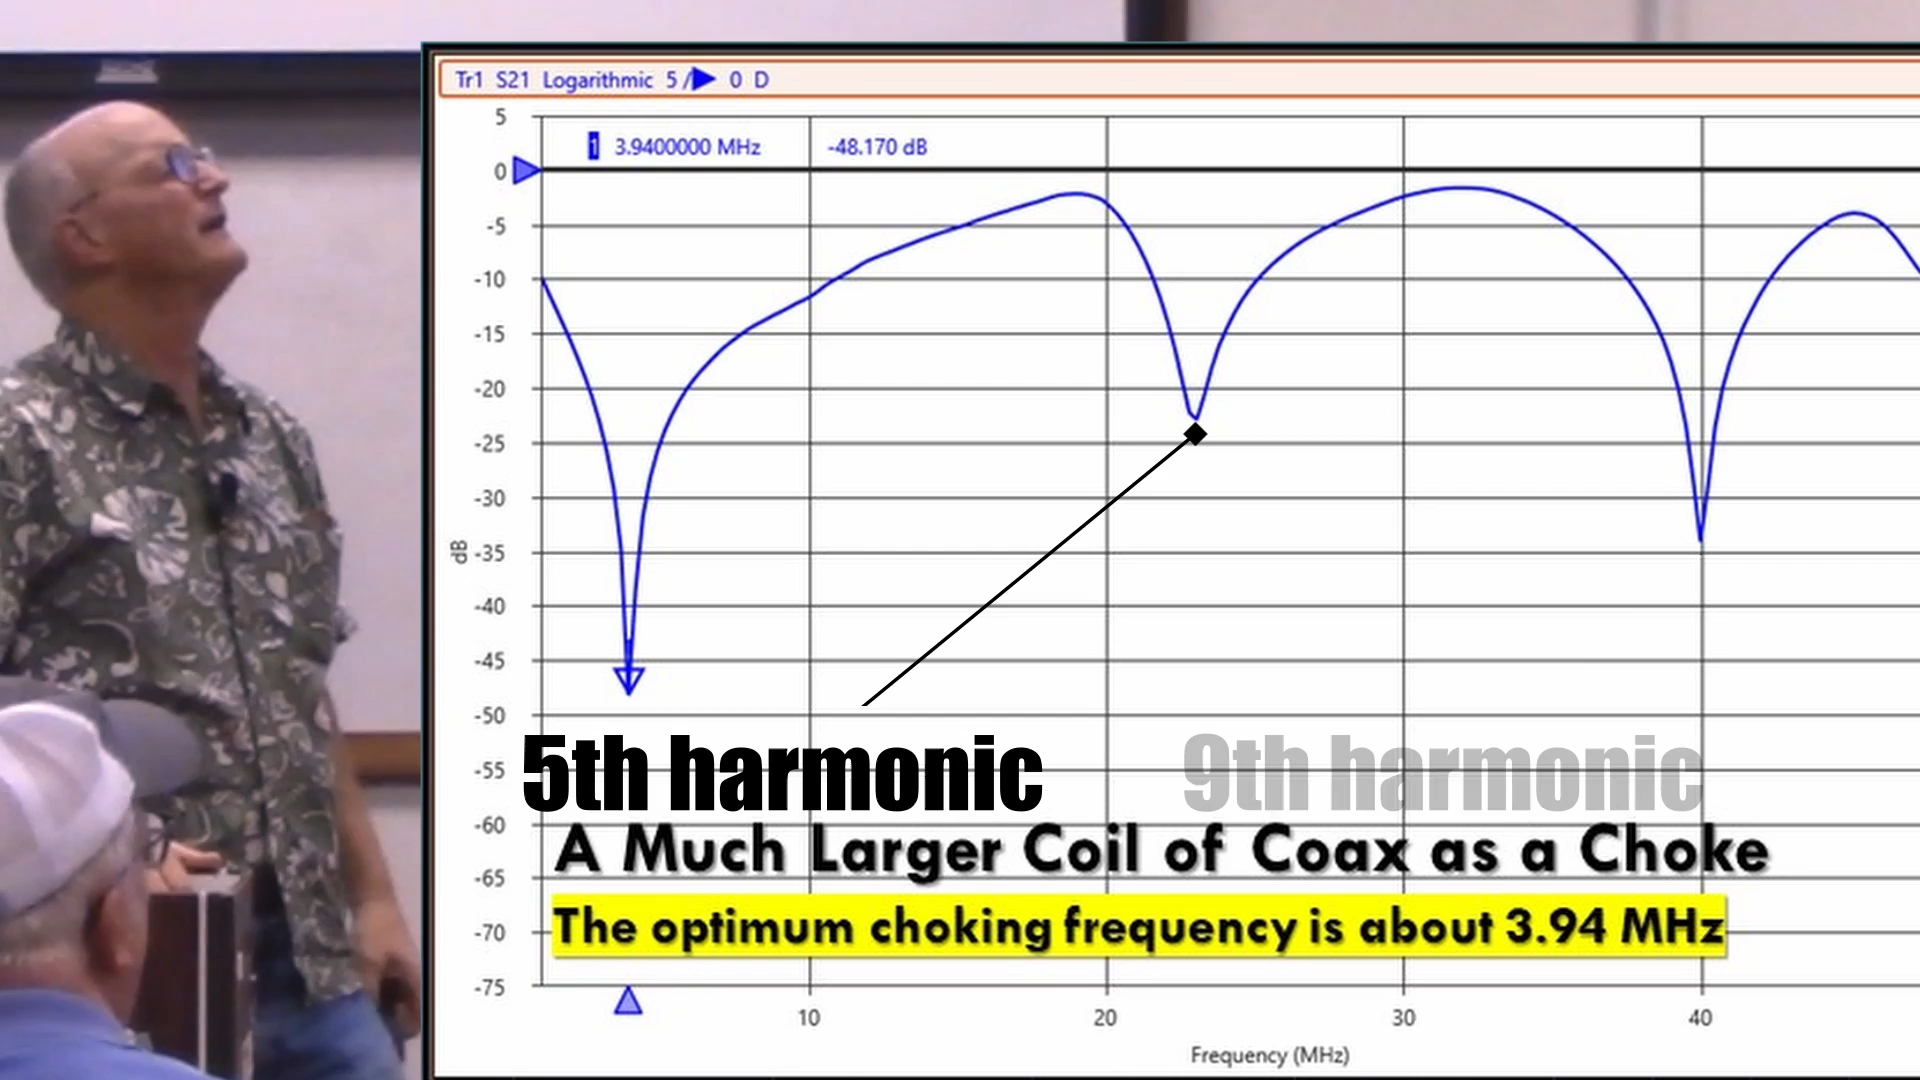 Tr1 S21 Logarithmic 5 / 0 D
5
1 3.9400000 MHz -48.170 dB
0
-5
-10
-15
-20
-25
-30
dB
-35
-40
-45
-50
5th harmonic 9th harmonic
-55
-60
A Much Larger Coil of Coax as a Choke
-65
The optimum choking frequency is about 3.94 MHz
-70
-75
10 20 30 40
Frequency (MHz)